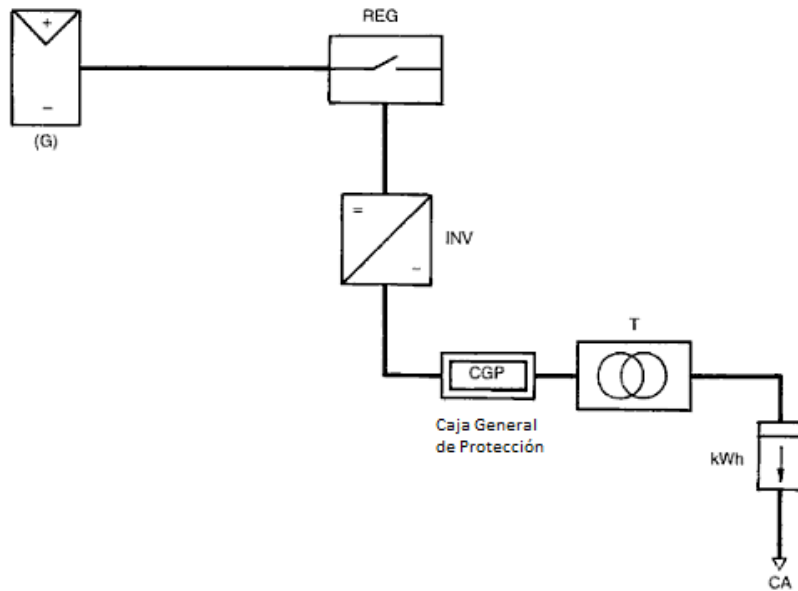 +
REG
−
(G)
=
INV
~
T
CGP
Caja General
de Protección
kWh
CA